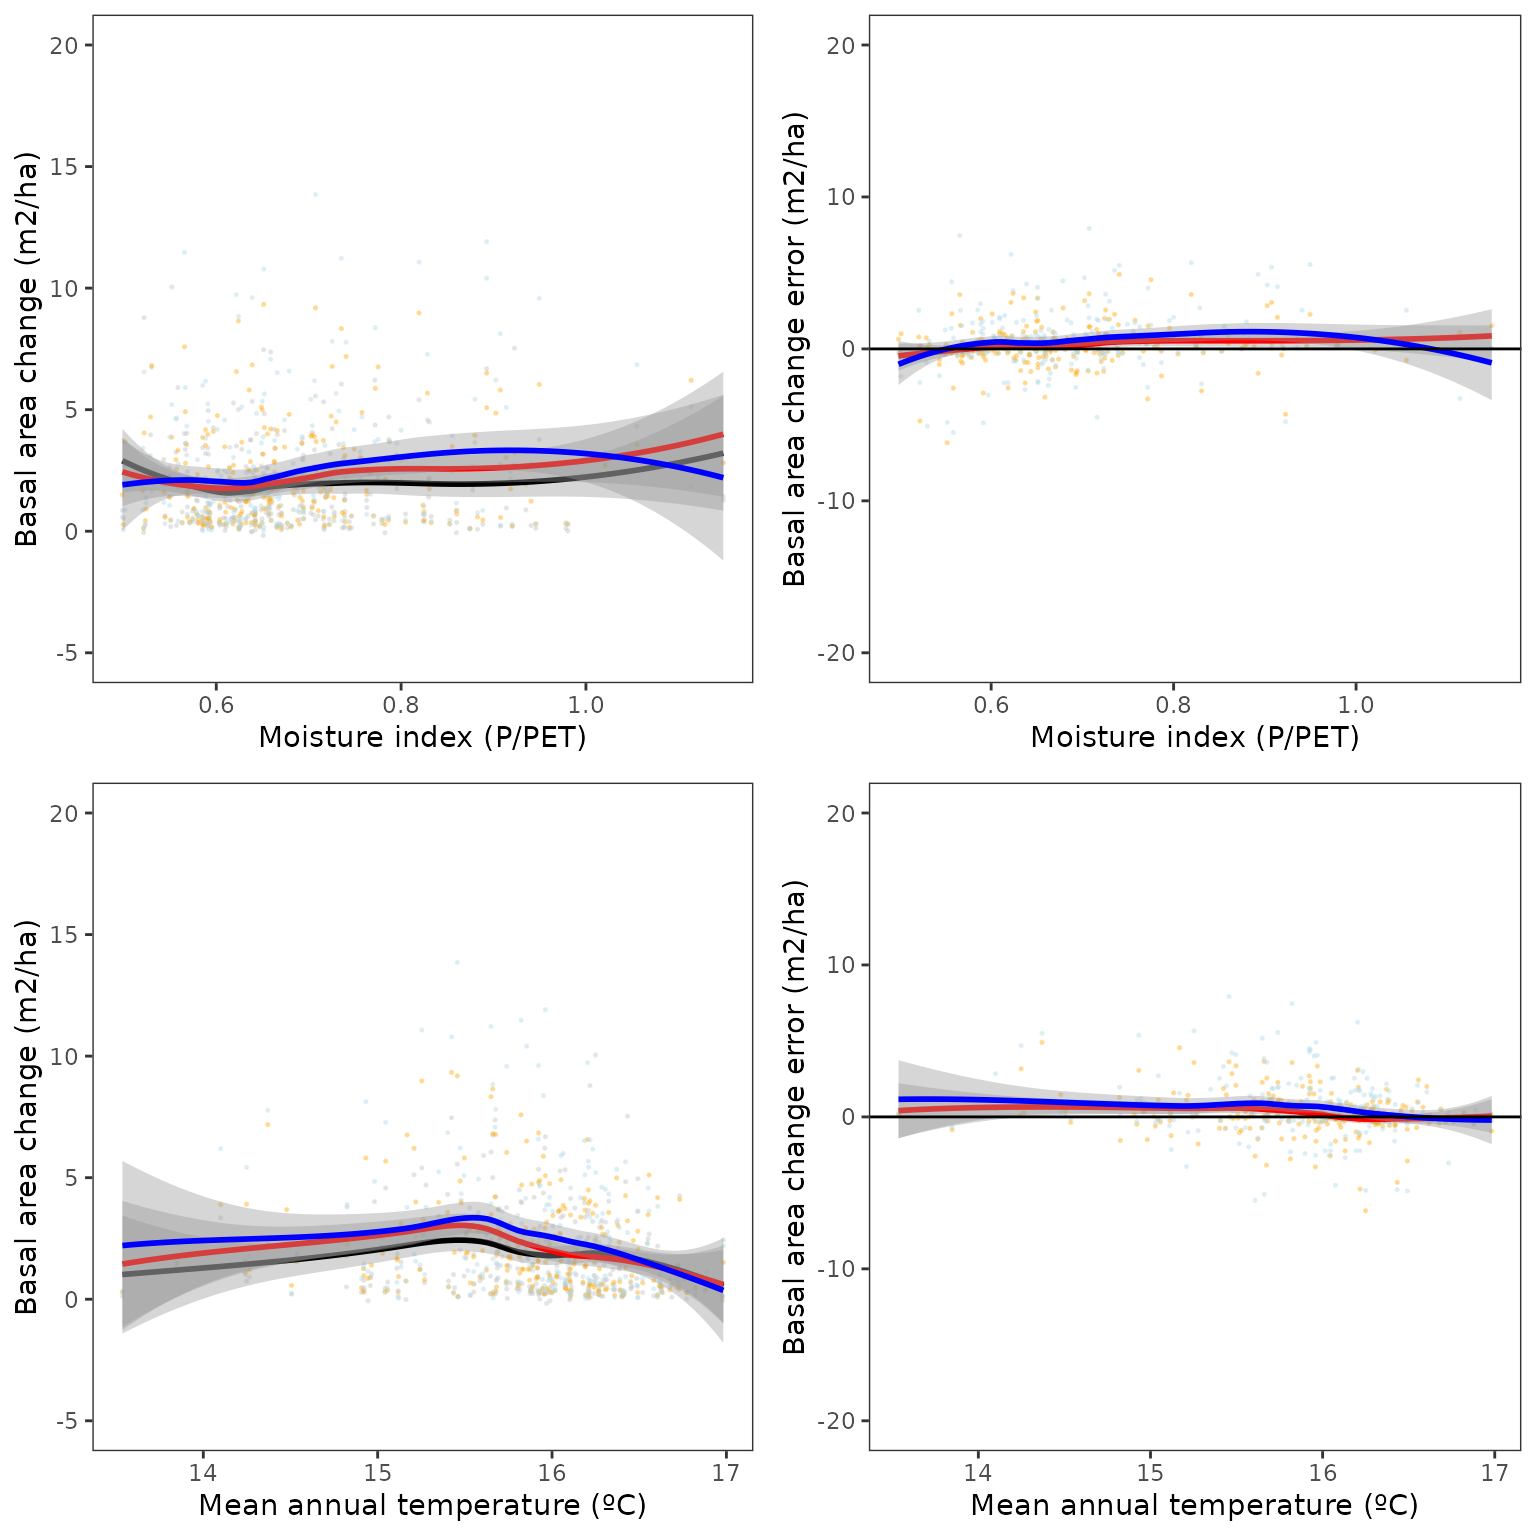 Basal area change (m2/ha)
20
15
10
5
0
-5
0.6 0.8 1.0
Moisture index (P/PET)
Basal area change error (m2/ha)
20
10
0
-10
-20
0.6 0.8 1.0
Moisture index (P/PET)
Basal area change (m2/ha)
20
15
10
5
0
-5
14 15 16 17
Mean annual temperature (ºC)
Basal area change error (m2/ha)
20
10
0
-10
-20
14 15 16 17
Mean annual temperature (ºC)